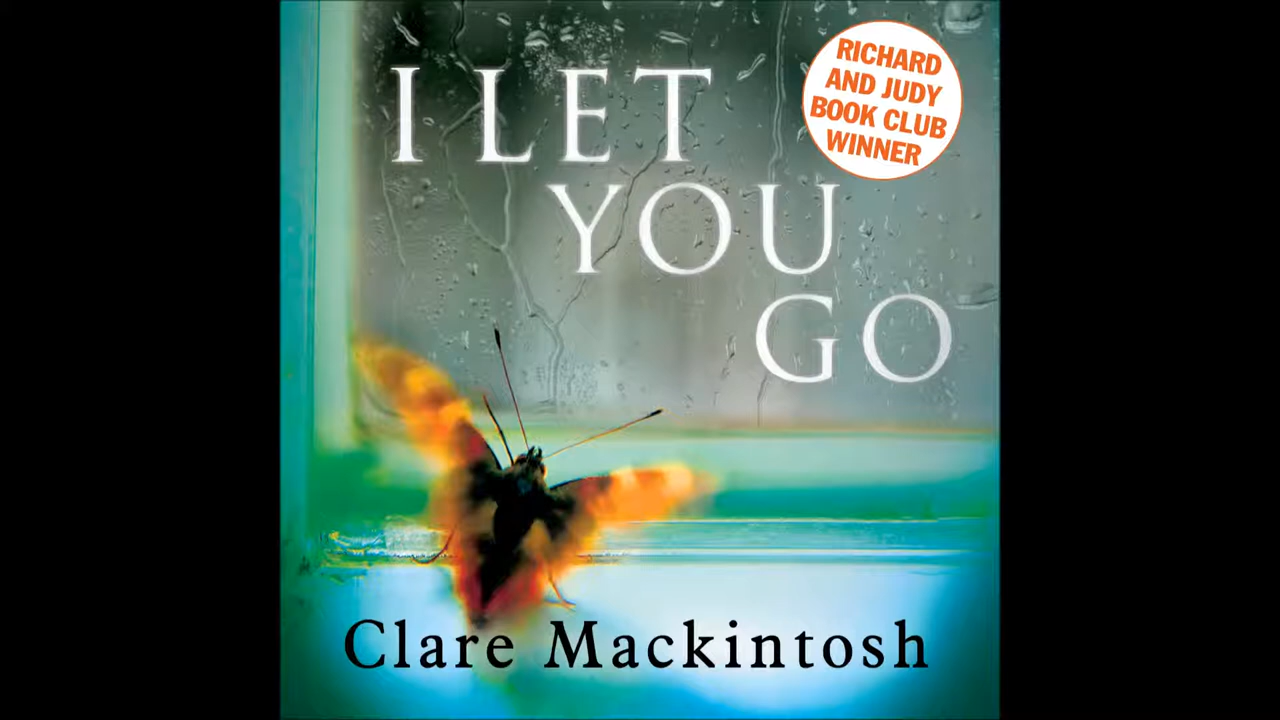 I LET
YOU
GO
RICHARD
AND JUDY
BOOK CLUB
WINNER
Clare Mackintosh